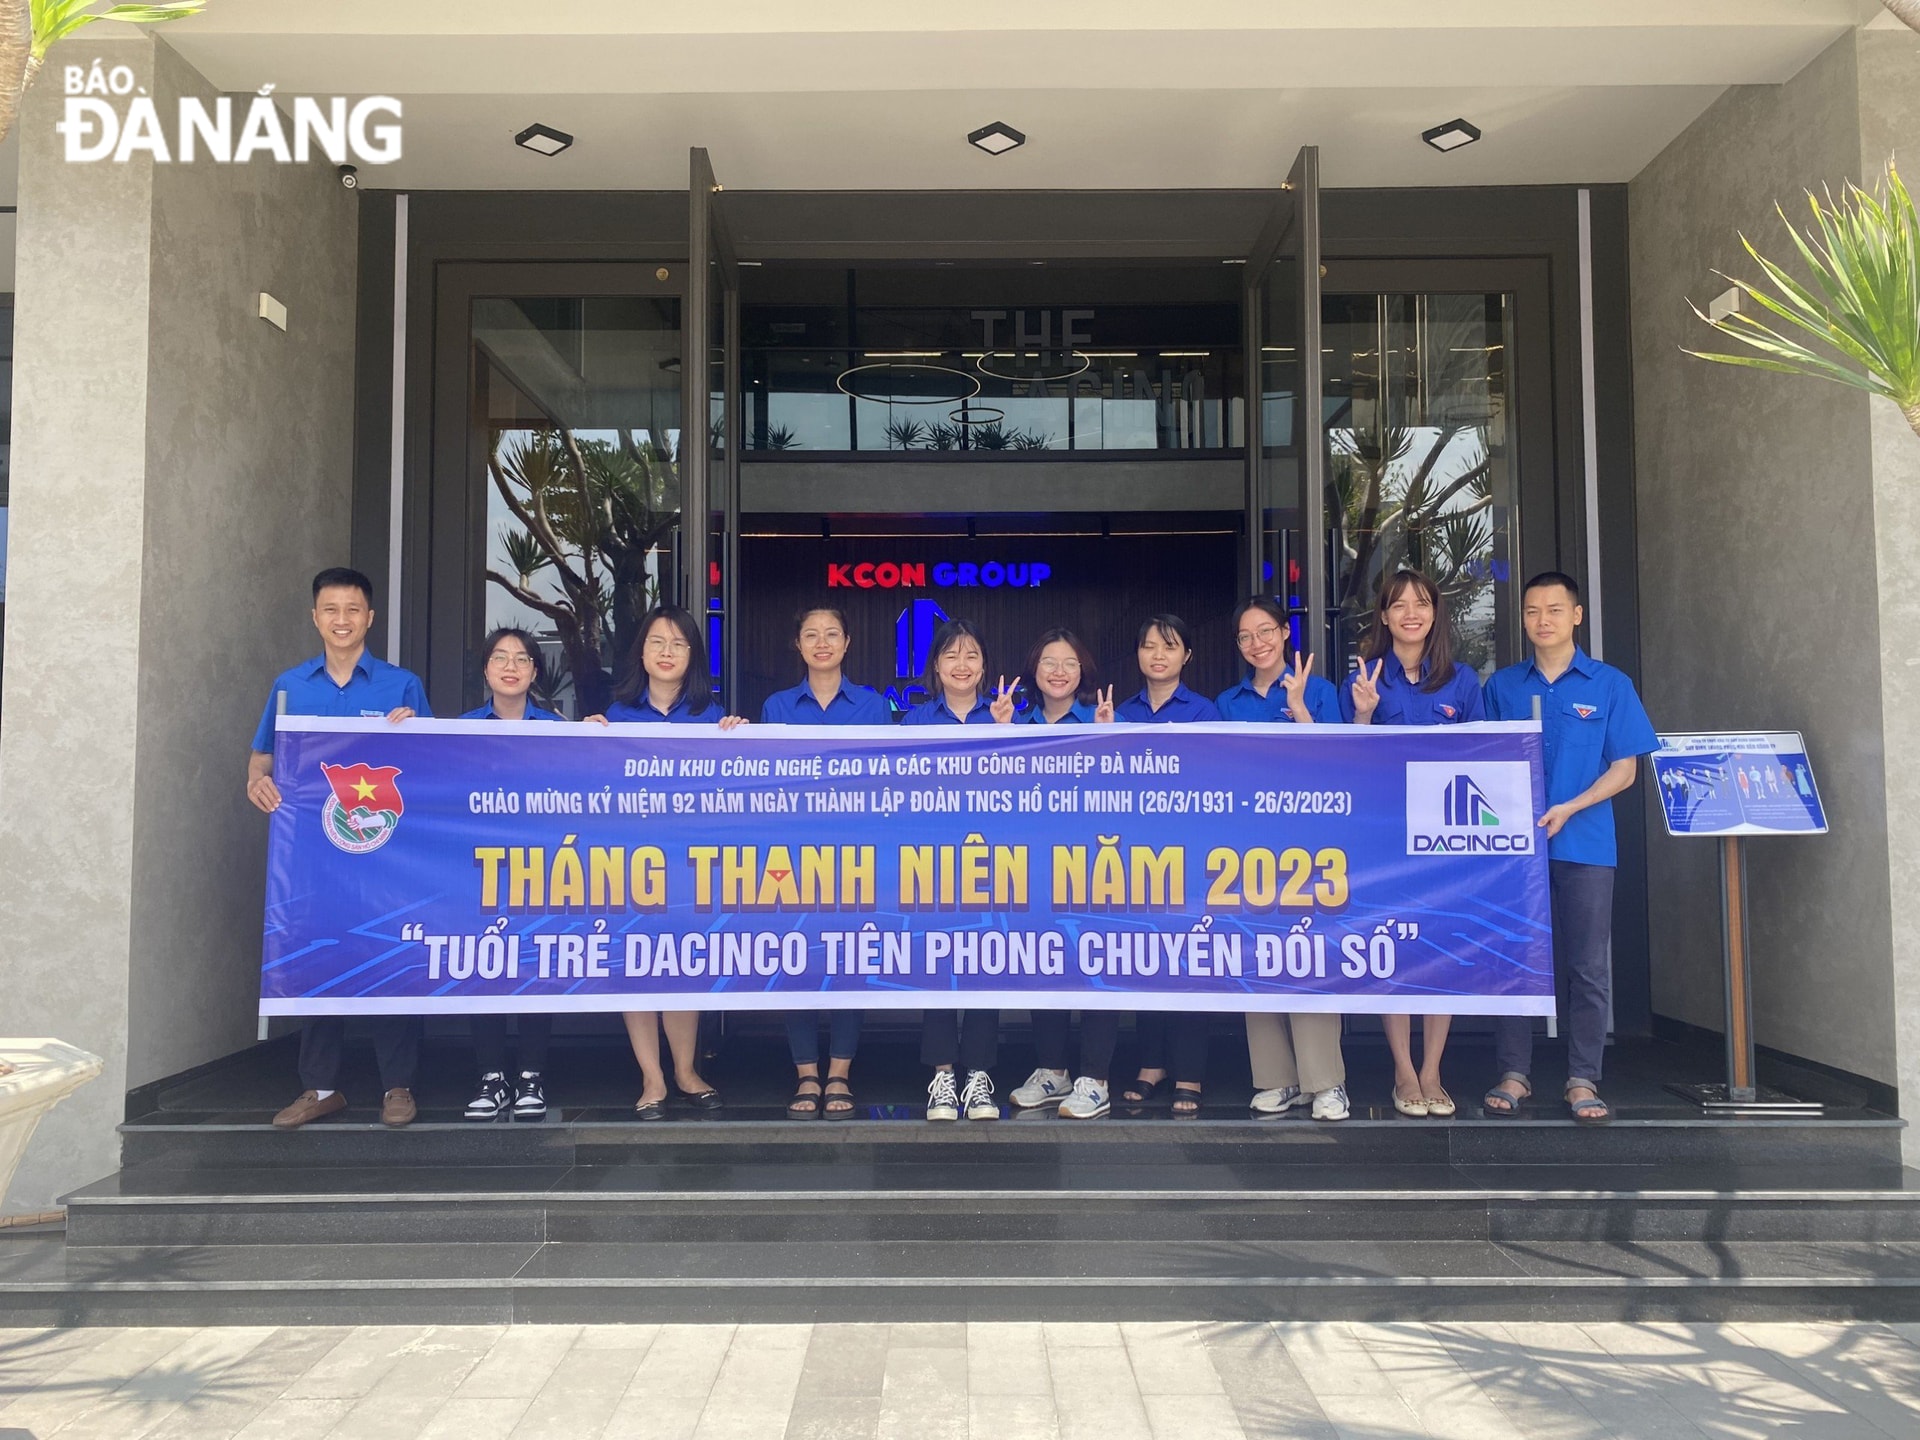 BÁO
ĐÀ NẴNG
THE
KCON GROUP
ĐOÀN KHU CÔNG NGHỆ CAO VÀ CÁC KHU CÔNG NGHIỆP ĐÀ NẴNG
CHÀO MỪNG KỶ NIỆM 92 NĂM NGÀY THÀNH LẬP ĐOÀN TNCS HỒ CHÍ MINH (26/3/1931 - 26/3/2023)
THÁNG THANH NIÊN NĂM 2023
“TUỔI TRẺ DACINCO TIÊN PHONG CHUYỂN ĐỔI SỐ”
DACINCO